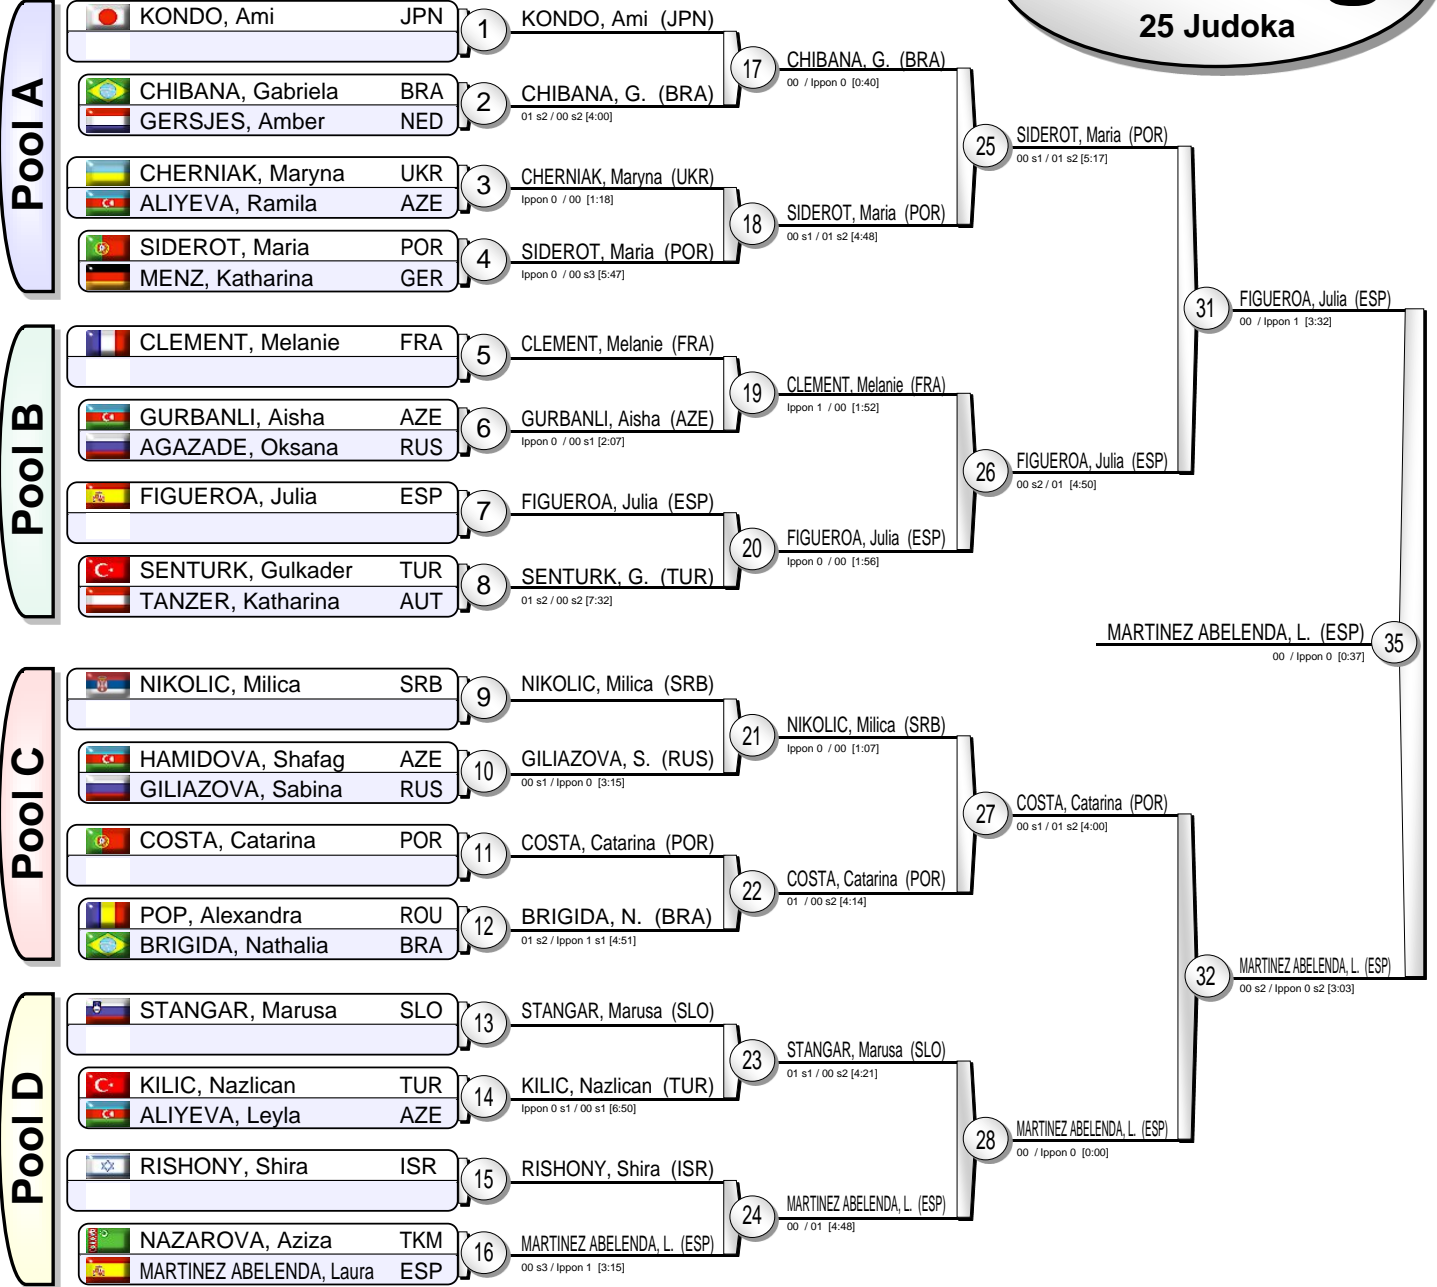 25 Judoka
Pool A
KONDO, Ami JPN
CHIBANA, Gabriela BRA
GERSJES, Amber NED
CHERNIAK, Maryna UKR
ALIYEVA, Ramila AZE
SIDEROT, Maria POR
MENZ, Katharina GER
Pool B
CLEMENT, Melanie FRA
GURBANLI, Aisha AZE
AGAZADE, Oksana RUS
FIGUEROA, Julia ESP
SENTURK, Gulkader TUR
TANZER, Katharina AUT
Pool C
NIKOLIC, Milica SRB
HAMIDOVA, Shafag AZE
GILIAZOVA, Sabina RUS
COSTA, Catarina POR
POP, Alexandra ROU
BRIGIDA, Nathalia BRA
Pool D
STANGAR, Marusa SLO
KILIC, Nazlican TUR
ALIYEVA, Leyla AZE
RISHONY, Shira ISR
NAZAROVA, Aziza TKM
MARTINEZ ABELENDA, Laura ESP
1 KONDO, Ami (JPN)
2 CHIBANA, G. (BRA)
01 s2 / 00 s2 [4:00]
3 CHERNIAK, Maryna (UKR)
Ippon 0 / 00 [1:18]
4 SIDEROT, Maria (POR)
Ippon 0 / 00 s3 [5:47]
5 CLEMENT, Melanie (FRA)
6 GURBANLI, Aisha (AZE)
Ippon 0 / 00 s1 [2:07]
7 FIGUEROA, Julia (ESP)
8 SENTURK, G. (TUR)
01 s2 / 00 s2 [7:32]
9 NIKOLIC, Milica (SRB)
10 GILIAZOVA, S. (RUS)
00 s1 / Ippon 0 [3:15]
11 COSTA, Catarina (POR)
12 BRIGIDA, N. (BRA)
01 s2 / Ippon 1 s1 [4:51]
13 STANGAR, Marusa (SLO)
14 KILIC, Nazlican (TUR)
Ippon 0 s1 / 00 s1 [6:50]
15 RISHONY, Shira (ISR)
16 MARTINEZ ABELENDA, L. (ESP)
00 s3 / Ippon 1 [3:15]
17 CHIBANA, G. (BRA)
00 / Ippon 0 [0:40]
18 SIDEROT, Maria (POR)
00 s1 / 01 s2 [4:48]
19 CLEMENT, Melanie (FRA)
Ippon 1 / 00 [1:52]
20 FIGUEROA, Julia (ESP)
Ippon 0 / 00 [1:56]
21 NIKOLIC, Milica (SRB)
Ippon 0 / 00 [1:07]
22 COSTA, Catarina (POR)
01 / 00 s2 [4:14]
23 STANGAR, Marusa (SLO)
01 s1 / 00 s2 [4:21]
24 MARTINEZ ABELENDA, L. (ESP)
00 / 01 [4:48]
25 SIDEROT, Maria (POR)
00 s1 / 01 s2 [5:17]
26 FIGUEROA, Julia (ESP)
00 s2 / 01 [4:50]
27 COSTA, Catarina (POR)
00 s1 / 01 s2 [4:00]
28 MARTINEZ ABELENDA, L. (ESP)
00 / Ippon 0 [0:00]
31 FIGUEROA, Julia (ESP)
00 / Ippon 1 [3:32]
32 MARTINEZ ABELENDA, L. (ESP)
00 s2 / Ippon 0 s2 [3:03]
MARTINEZ ABELENDA, L. (ESP) 35
00 / Ippon 0 [0:37]